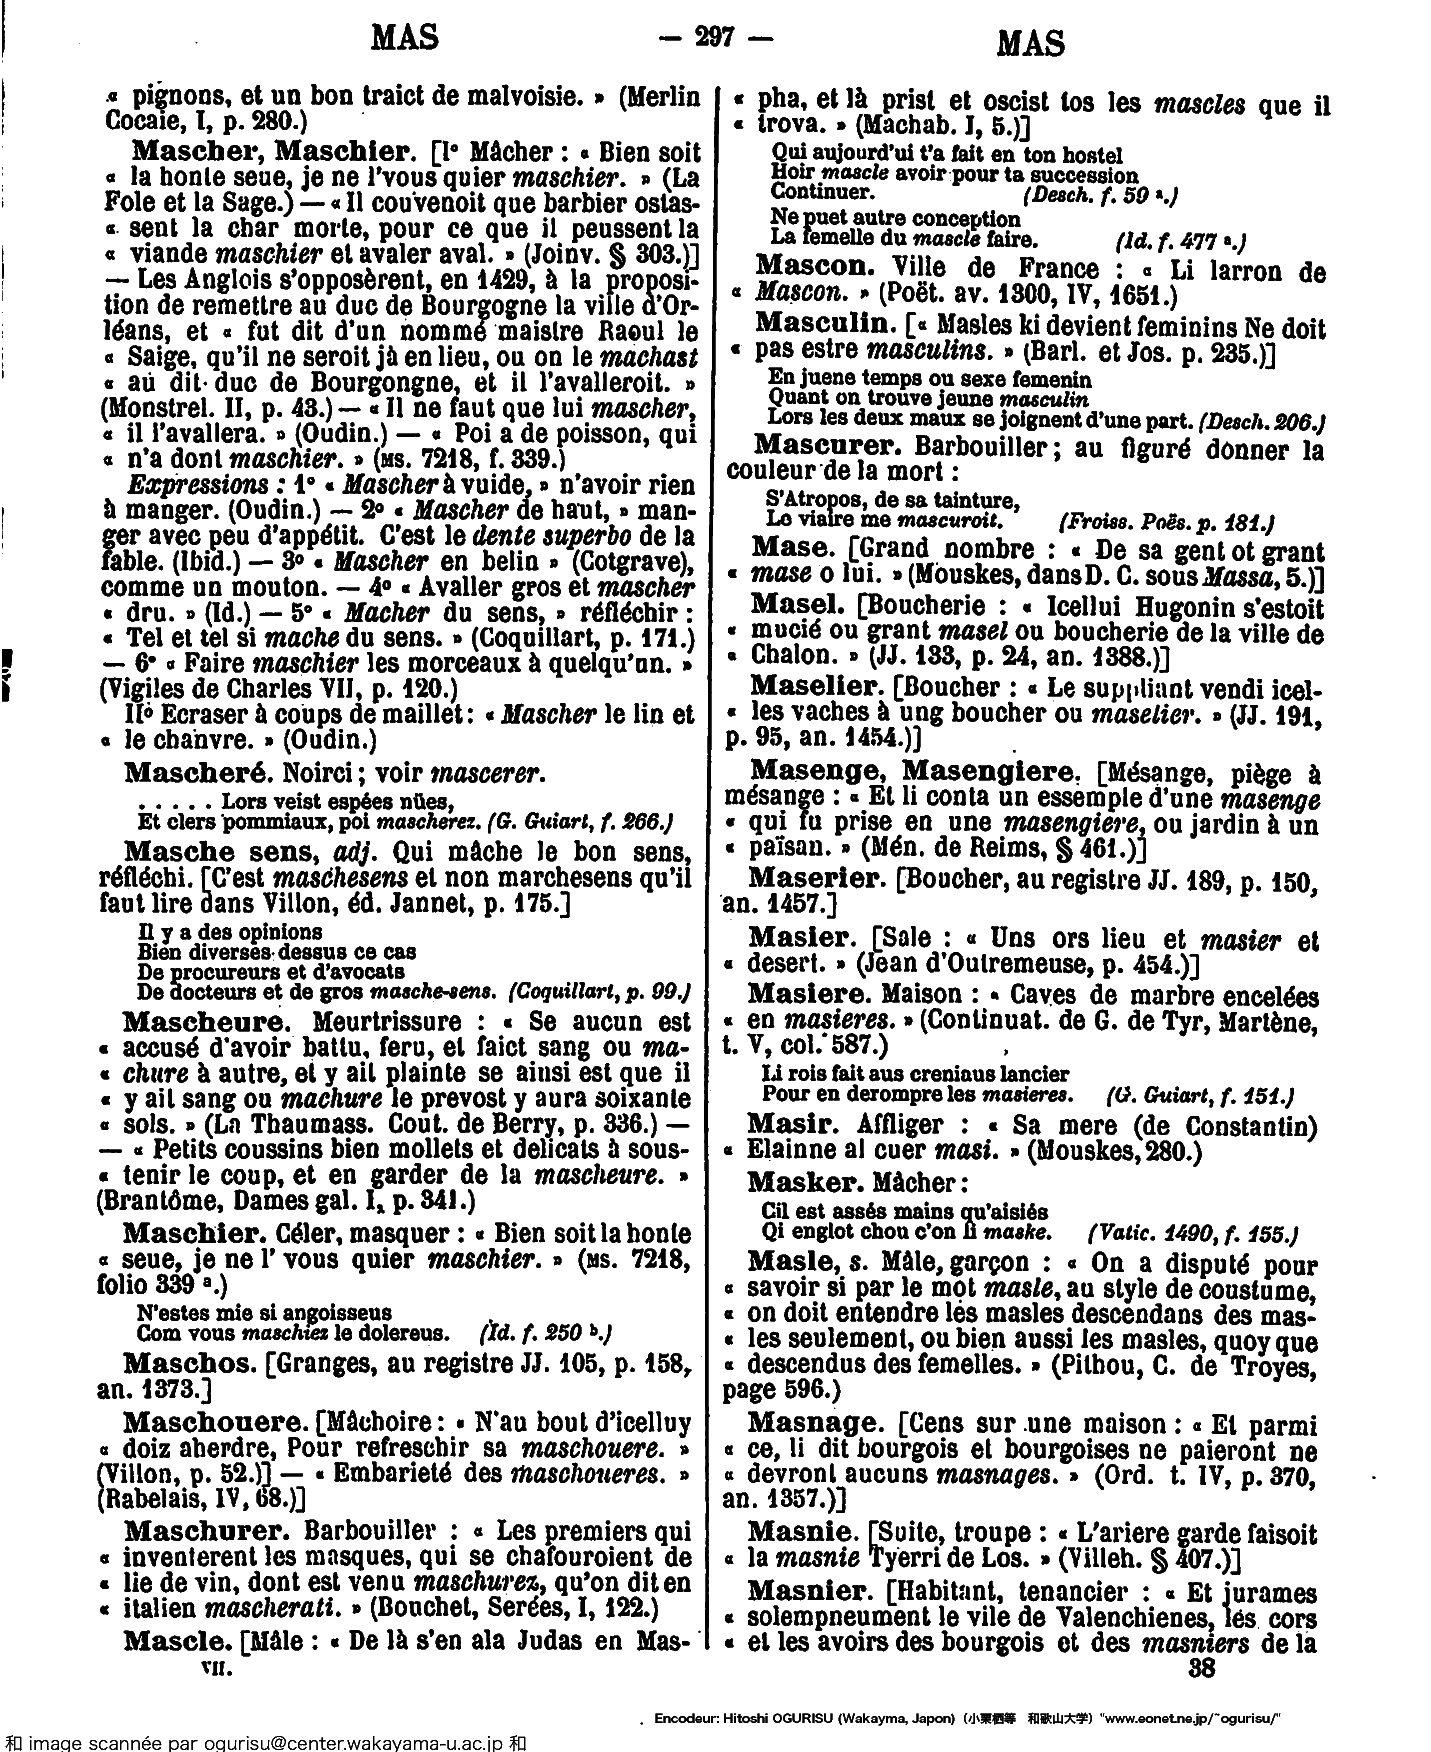 MAS
— 297 —
MAS
« pignons, et un bon traict de malvoisie. » (Merlin
Cocaie, I, p. 280.)
Mascher, Maschier. [I° Mâcher : « Bien soit
« la honte seue, je ne l'vous quier maschier. » (La
Fole et la Sage.) — « Il couvenoit que barbier ostas-
« sent la char morte, pour ce que il peussent la
« viande maschier et avaler aval. » (Joinv. § 303.)]
— Les Anglois s'opposèrent, en 1429, à la proposi-
tion de remettre au duc de Bourgogne la ville d'Or-
léans, et « fut dit d'un nommé maistre Raoul le
« Saige, qu'il ne seroit jà en lieu, ou on le machast
« au dit duc de Bourgongne, et il l'avalleroit. »
(Monstrel. II, p. 43.) — « Il ne faut que lui mascher,
« il l'avallera. » (Oudin.) — « Poi a de poisson, qui
« n'a dont maschier. » (MS. 7218, f. 339.)
Expressions : 1° « Mascher à vuide, » n'avoir rien
à manger. (Oudin.) — 2° « Mascher de haut, » man-
ger avec peu d'appétit. C'est le dente superbo de la
fable. (Ibid.) — 3° « Mascher en belin » (Cotgrave),
comme un mouton. — 4° « Avaller gros et mascher
« dru. » (Id.) — 5° « Macher du sens, » réfléchir :
« Tel et tel si mache du sens. » (Coquillart, p. 171.)
— 6° « Faire maschier les morceaux à quelqu'un. »
(Vigiles de Charles VII, p. 120.)
II° Ecraser à coups de maillet : « Mascher le lin et
« le chanvre. » (Oudin.)
Mascheré. Noirci ; voir mascerer.
. . . . . Lors veist espées nües,
Et clers pommiaux, poi mascherez. (G. Guiart, f. 266.)
Masche sens, adj. Qui mâche le bon sens,
réfléchi. [C'est maschesens et non marchesens qu'il
faut lire dans Villon, éd. Jannet, p. 175.]
Il y a des opinions
Bien diverses dessus ce cas
De procureurs et d'avocats
De docteurs et de gros masche-sens. (Coquillart, p. 99.)
Mascheure. Meurtrissure : « Se aucun est
« accusé d'avoir battu, feru, et faict sang ou ma-
« chure à autre, et y ait plainte se ainsi est que il
« y ait sang ou machure le prevost y aura soixante
« sols. » (La Thaumass. Cout. de Berry, p. 336.) —
— « Petits coussins bien mollets et delicats à sous-
« tenir le coup, et en garder de la mascheure. »
(Brantôme, Dames gal. I, p. 341.)
Maschier. Céler, masquer : « Bien soit la honte
« seue, je ne l' vous quier maschier. » (MS. 7218,
folio 339 a.)
N'estes mie si angoisseus
Com vous maschiez le dolereus. (Id. f. 250 b.)
Maschos. [Granges, au registre JJ. 105, p. 158,
an. 1373.]
Maschouere. [Mâchoire : « N'au bout d'icelluy
« doiz aherdre, Pour refreschir sa maschouere. »
(Villon, p. 52.)] — « Embarieté des maschoueres. »
(Rabelais, IV, 68.)]
Maschurer. Barbouiller : « Les premiers qui
« inventerent les masques, qui se chafouroient de
« lie de vin, dont est venu maschurez, qu'on dit en
« italien mascherati. » (Bouchet, Serées, I, 122.)
Mascle. [Mâle : « De là s'en ala Judas en Mas-
VII.
« pha, et là prist et oscist tos les mascles que il
« trova. » (Machab. I, 5.)]
Qui aujourd'ui t'a fait en ton hostel
Hoir mascle avoir pour ta succession
Continuer. (Desch. f. 59 a.)
Ne puet autre conception
La femelle du mascle faire. (Id. f. 477 a.)
Mascon. Ville de France : « Li larron de
« Mascon. » (Poët. av. 1300, IV, 1651.)
Masculin. [« Masles ki devient feminins Ne doit
« pas estre masculins. » (Barl. et Jos. p. 235.)]
En juene temps ou sexe femenin
Quant on trouve jeune masculin
Lors les deux maux se joignent d'une part. (Desch. 206.)
Mascurer. Barbouiller ; au figuré donner la
couleur de la mort :
S'Atropos, de sa tainture,
Le viaire me mascuroit. (Froiss. Poës. p. 181.)
Mase. [Grand nombre : « De sa gent ot grant
« mase o lui. » (Mouskes, dans D. C. sous Massa, 5.)]
Masel. [Boucherie : « Icellui Hugonin s'estoit
« mucié ou grant masel ou boucherie de la ville de
« Chalon. » (JJ. 133, p. 24, an. 1388.)]
Maselier. [Boucher : « Le suppliant vendi icel-
« les vaches à ung boucher ou maselier. » (JJ. 191,
p. 95, an. 1454.)]
Masenge, Masengiere. [Mésange, piège à
mésange : « Et li conta un essemple d'une masenge
« qui fu prise en une masengiere, ou jardin à un
« païsan. » (Mén. de Reims, § 461.)]
Maserier. [Boucher, au registre JJ. 189, p. 150,
an. 1457.]
Masier. [Sale : « Uns ors lieu et masier et
« desert. » (Jean d'Outremeuse, p. 454.)]
Masiere. Maison : « Caves de marbre encelées
« en masieres. » (Continuat. de G. de Tyr, Martène,
t. V, col. 587.)
Li rois fait aus creniaus lancier
Pour en derompre les masieres. (G. Guiart, f. 151.)
Masir. Affliger : « Sa mere (de Constantin)
« Elainne al cuer masi. » (Mouskes, 280.)
Masker. Mâcher :
Cil est assés mains qu'aisiés
Qi englot chou c'on li maske. (Vatic. 1490, f. 155.)
Masle, s. Mâle, garçon : « On a disputé pour
« savoir si par le mot masle, au style de coustume,
« on doit entendre les masles descendans des mas-
« les seulement, ou bien aussi les masles, quoy que
« descendus des femelles. » (Pithou, C. de Troyes,
page 596.)
Masnage. [Cens sur une maison : « Et parmi
« ce, li dit bourgois et bourgoises ne paieront ne
« devront aucuns masnages. » (Ord. t. IV, p. 370,
an. 1357.)]
Masnie. [Suite, troupe : « L'ariere garde faisoit
« la masnie Tyerri de Los. » (Villeh. § 407.)]
Masnier. [Habitant, tenancier : « Et jurames
« solempneument le vile de Valenchienes, les cors
« et les avoirs des bourgois et des masniers de la
38
Encodeur: Hitoshi OGURISU (Wakayma, Japon) (小栗栖等 和歌山大学) "www.eonet.ne.jp/~ogurisu/"
和 image scannée par ogurisu@center.wakayama-u.ac.jp 和